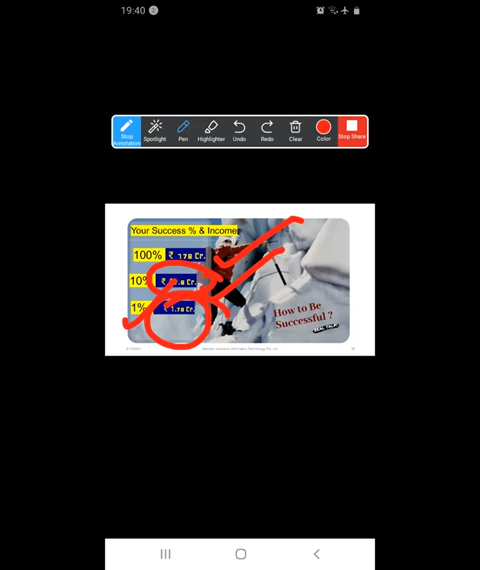 19:40
Stop Annotation
Spotlight
Pen
Highlighter
Undo
Redo
Clear
Color
Stop Share
Your Success % & Income
100% ₹ 178 Cr.
10%
1% ₹ 1.78 Cr.
How to Be
Successful ?